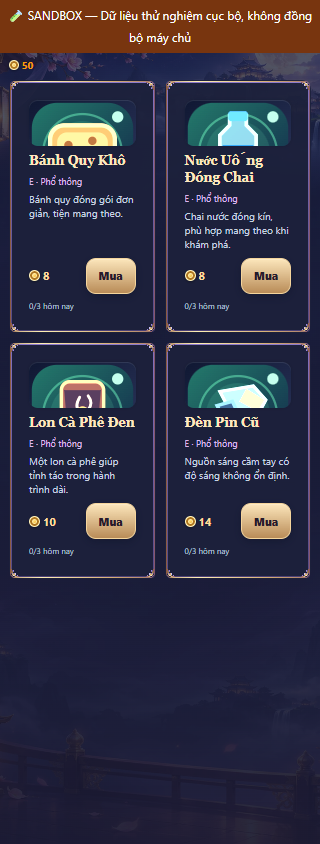 SANDBOX — Dữ liệu thử nghiệm cục bộ, không đồng
bộ máy chủ
50
Bánh Quy Khô
E · Phổ thông
Bánh quy đóng gói đơn
giản, tiện mang theo.
8
Mua
0/3 hôm nay
Nước Uống
Đóng Chai
E · Phổ thông
Chai nước đóng kín,
phù hợp mang theo khi
khám phá.
8
Mua
0/3 hôm nay
Lon Cà Phê Đen
E · Phổ thông
Một lon cà phê giúp
tỉnh táo trong hành
trình dài.
10
Mua
0/3 hôm nay
Đèn Pin Cũ
E · Phổ thông
Nguồn sáng cầm tay có
độ sáng không ổn định.
14
Mua
0/3 hôm nay